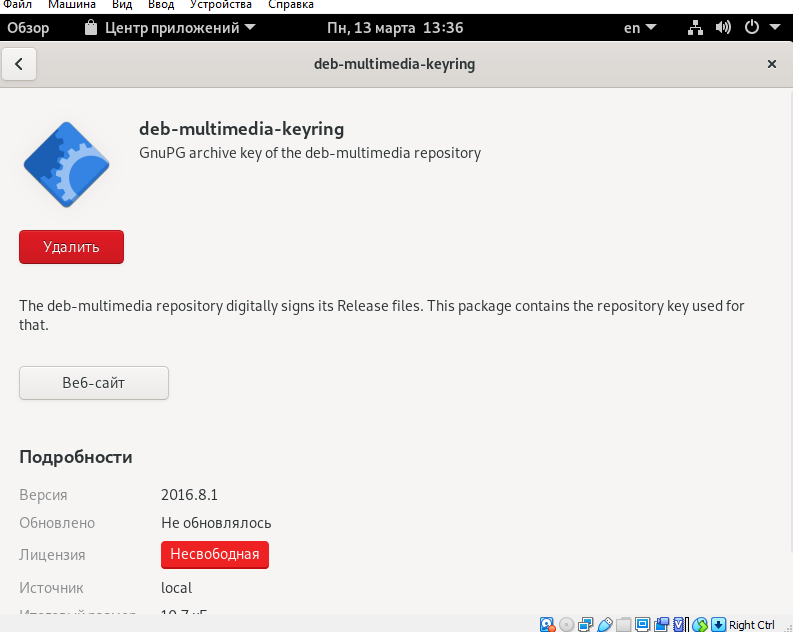 Файл Машина Вид Ввод Устройства Справка
Обзор Центр приложений Пн, 13 марта 13:36 en
deb-multimedia-keyring
deb-multimedia-keyring
GnuPG archive key of the deb-multimedia repository
Удалить
The deb-multimedia repository digitally signs its Release files. This package contains the repository key used for
that.
Веб-сайт
Подробности
Версия 2016.8.1
Обновлено Не обновлялось
Лицензия Несвободная
Источник local
Right Ctrl